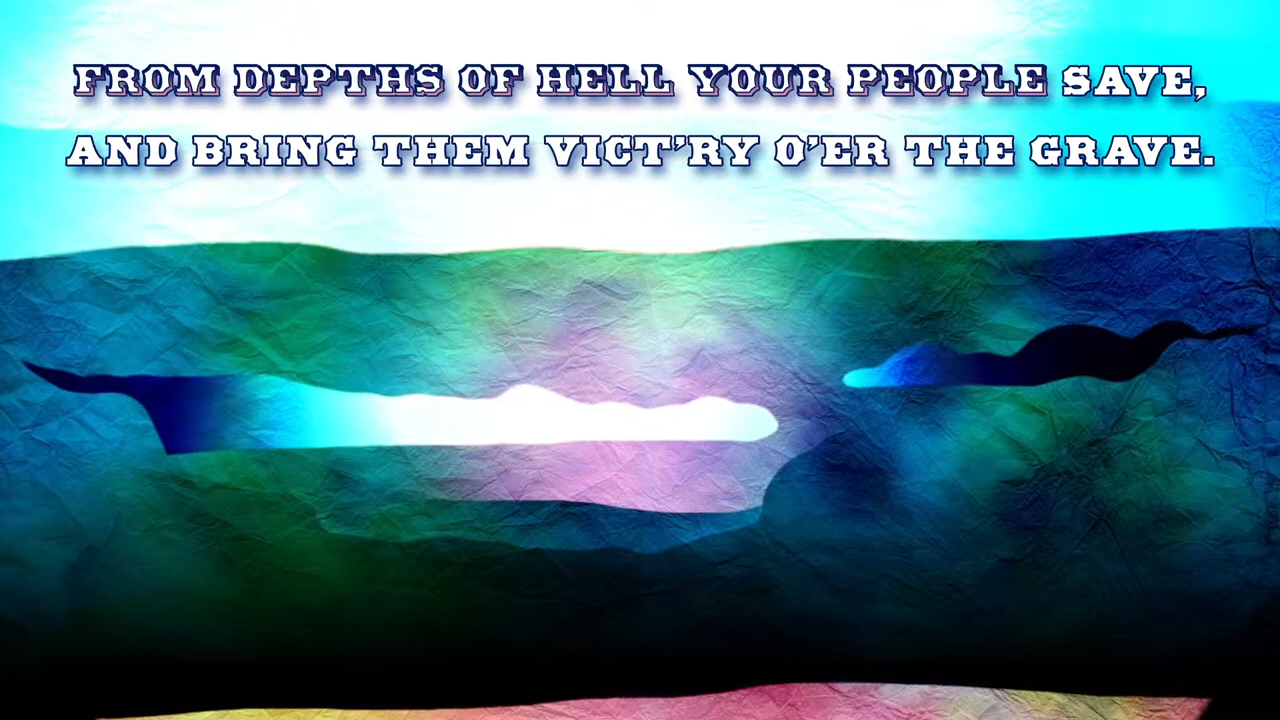 FROM DEPTHS OF HELL YOUR PEOPLE SAVE,
AND BRING THEM VICT'RY O'ER THE GRAVE.